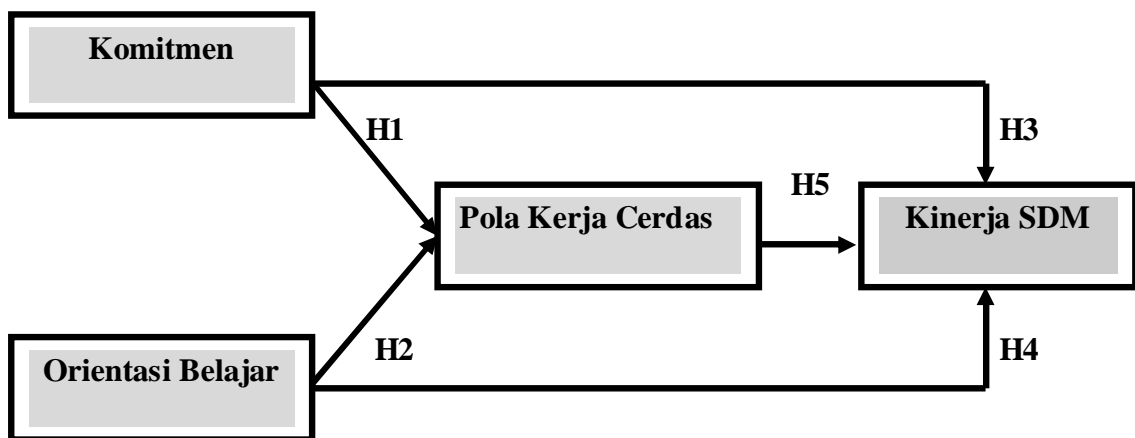 Komitmen
H1
H3
H5
Pola Kerja Cerdas
Kinerja SDM
H2
H4
Orientasi Belajar